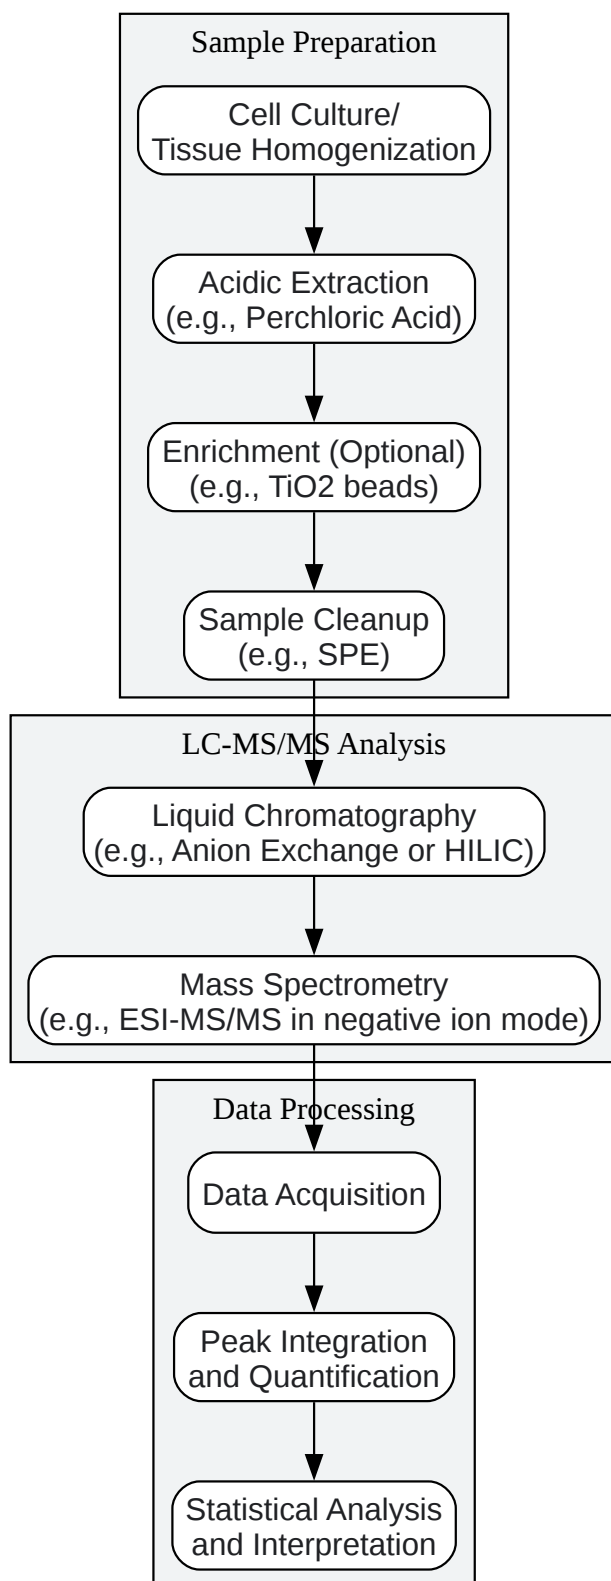 Sample Preparation
Cell Culture/
Tissue Homogenization
Acidic Extraction
(e.g., Perchloric Acid)
Enrichment (Optional)
(e.g., TiO2 beads)
Sample Cleanup
(e.g., SPE)
LC-MS/MS Analysis
Liquid Chromatography
(e.g., Anion Exchange or HILIC)
Mass Spectrometry
(e.g., ESI-MS/MS in negative ion mode)
Data Processing
Data Acquisition
Peak Integration
and Quantification
Statistical Analysis
and Interpretation